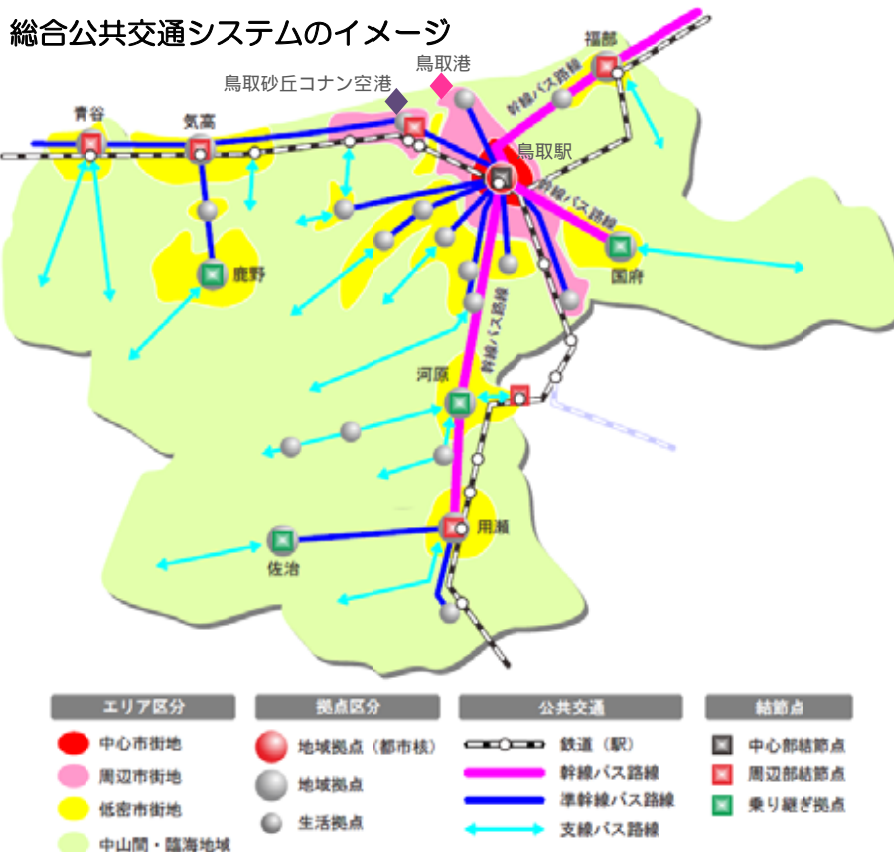 総合公共交通システムのイメージ
鳥取港
福部
鳥取砂丘コナン空港
幹線バス路線
青谷
気高
鳥取駅
幹線バス路線
鹿野
国府
幹線バス路線
河原
用瀬
佐治
エリア区分
中心市街地
周辺市街地
低密市街地
中山間・臨海地域
拠点区分
地域拠点（都市核）
地域拠点
生活拠点
公共交通
鉄道（駅）
幹線バス路線
準幹線バス路線
支線バス路線
結節点
中心部結節点
周辺部結節点
乗り継ぎ拠点